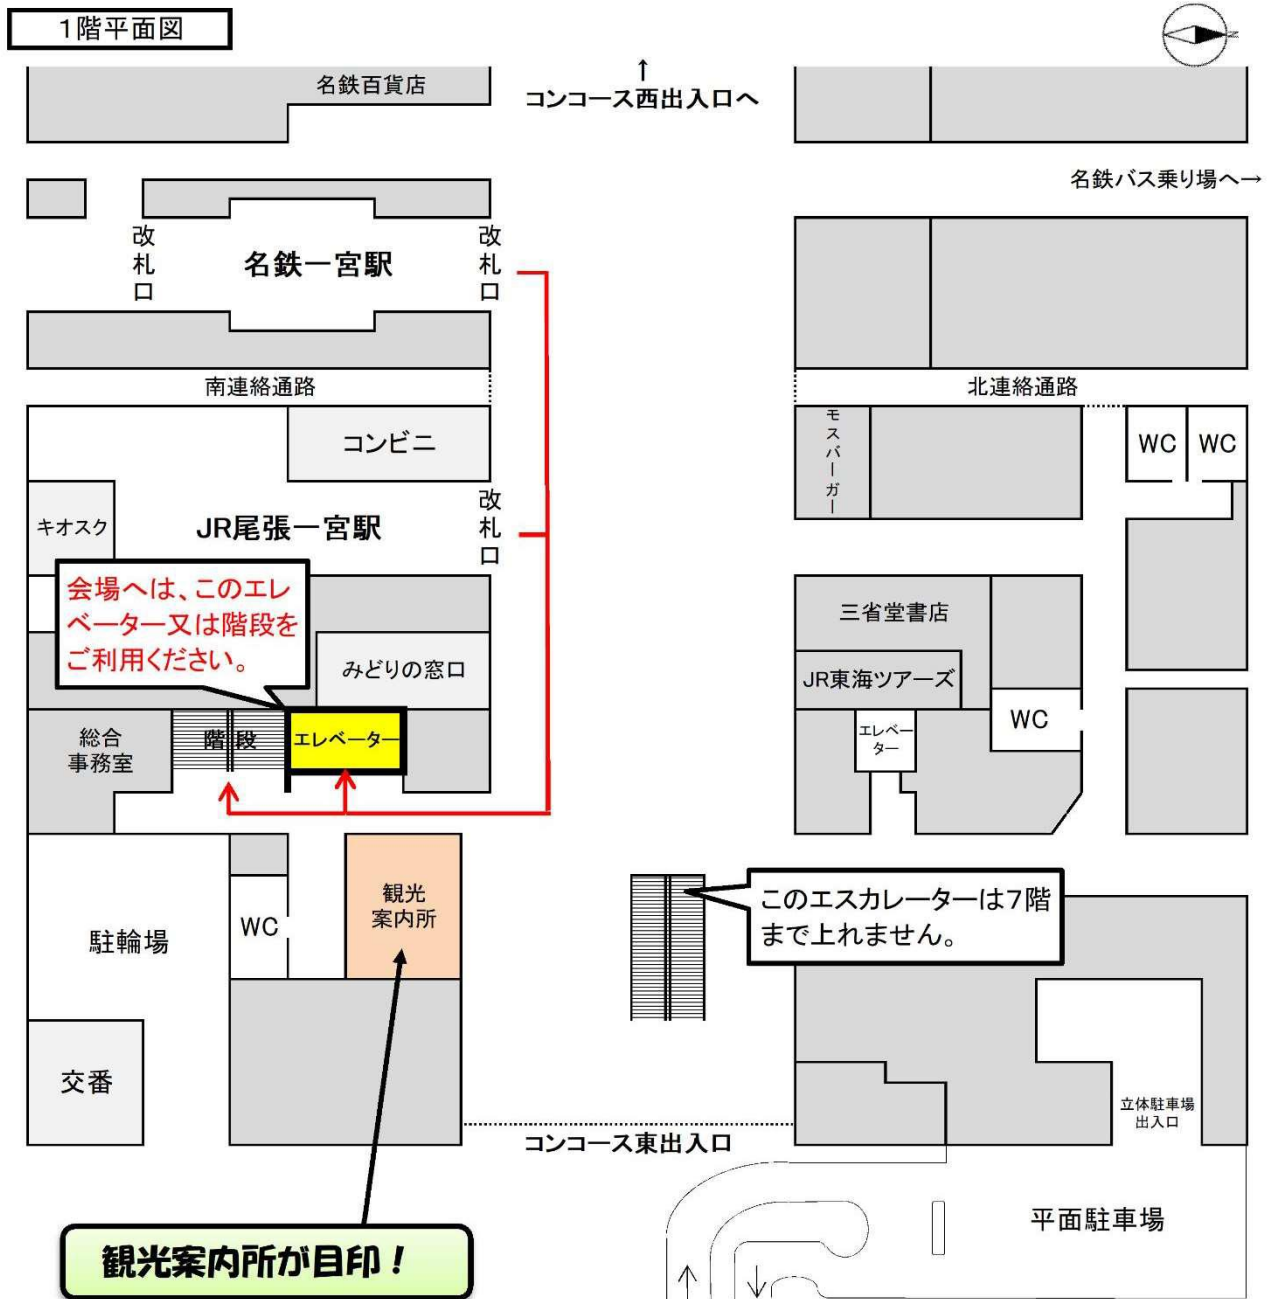 1階平面図
N
名鉄百貨店
↑
コンコース西出入口へ
名鉄バス乗り場へ→
改札口
名鉄一宮駅
改札口
南連絡通路
北連絡通路
コンビニ
モスバーガー
WC
WC
キオスク
JR尾張一宮駅
改札口
会場へは、このエレ
ベーター又は階段を
ご利用ください。
みどりの窓口
三省堂書店
JR東海ツアーズ
総合
事務室
階段
エレベーター
エレベー
ター
WC
駐輪場
WC
観光
案内所
このエスカレーターは7階
まで上れません。
交番
立体駐車場
出入口
コンコース東出入口
平面駐車場
観光案内所が目印！